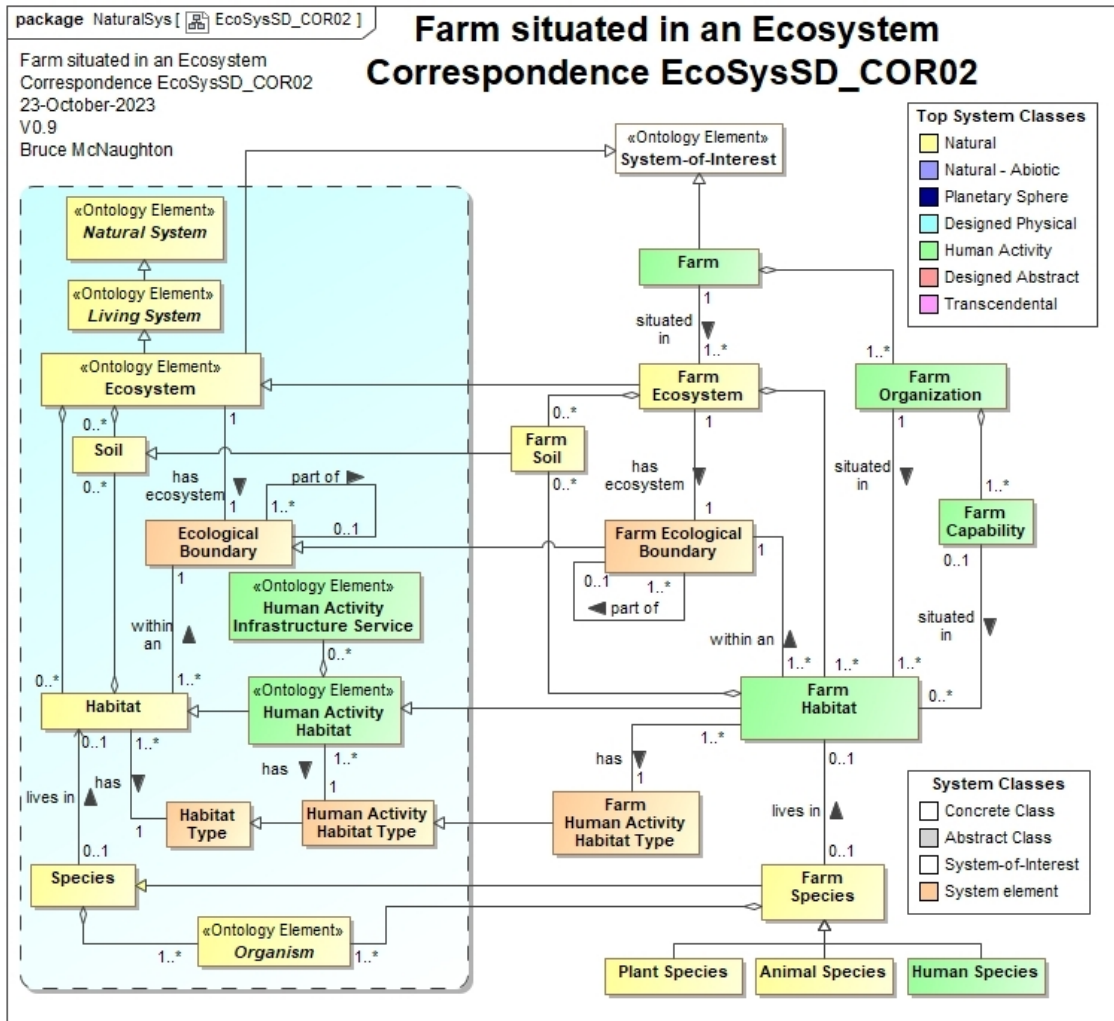 package NaturalSys [ EcoSysSD_COR02 ]
Farm situated in an Ecosystem
Correspondence EcoSysSD_COR02
Farm situated in an Ecosystem
Correspondence EcoSysSD_COR02
23-October-2023
V0.9
Bruce McNaughton
Top System Classes
Natural
Natural - Abiotic
Planetary Sphere
Designed Physical
Human Activity
Designed Abstract
Transcendental
«Ontology Element»
System-of-Interest
«Ontology Element»
Natural System
«Ontology Element»
Living System
«Ontology Element»
Ecosystem
Farm
1
situated
in
1..*
1..*
Farm
Ecosystem
Farm
Organization
0..*
1
0..*
1
1
Soil
Farm
Soil
0..*
has
ecosystem
part of
0..*
has
ecosystem
situated
in
1..*
1
1..*
0..1
1
Farm
Capability
Ecological
Boundary
Farm Ecological
Boundary
1
0..1
1
0..1
1..*
part of
«Ontology Element»
Human Activity
Infrastructure Service
within
an
within an
situated
in
0..*
0..*
1..*
1..*
1..*
1..*
0..*
Habitat
«Ontology Element»
Human Activity
Habitat
Farm
Habitat
0..1
1..*
1..*
1..*
0..1
lives in
has
has
1
has
1
lives in
1
Habitat
Type
Human Activity
Habitat Type
Farm
Human Activity
Habitat Type
0..1
0..1
System Classes
Concrete Class
Abstract Class
System-of-Interest
System element
Species
Farm
Species
«Ontology Element»
Organism
1..*
1..*
Plant Species
Animal Species
Human Species